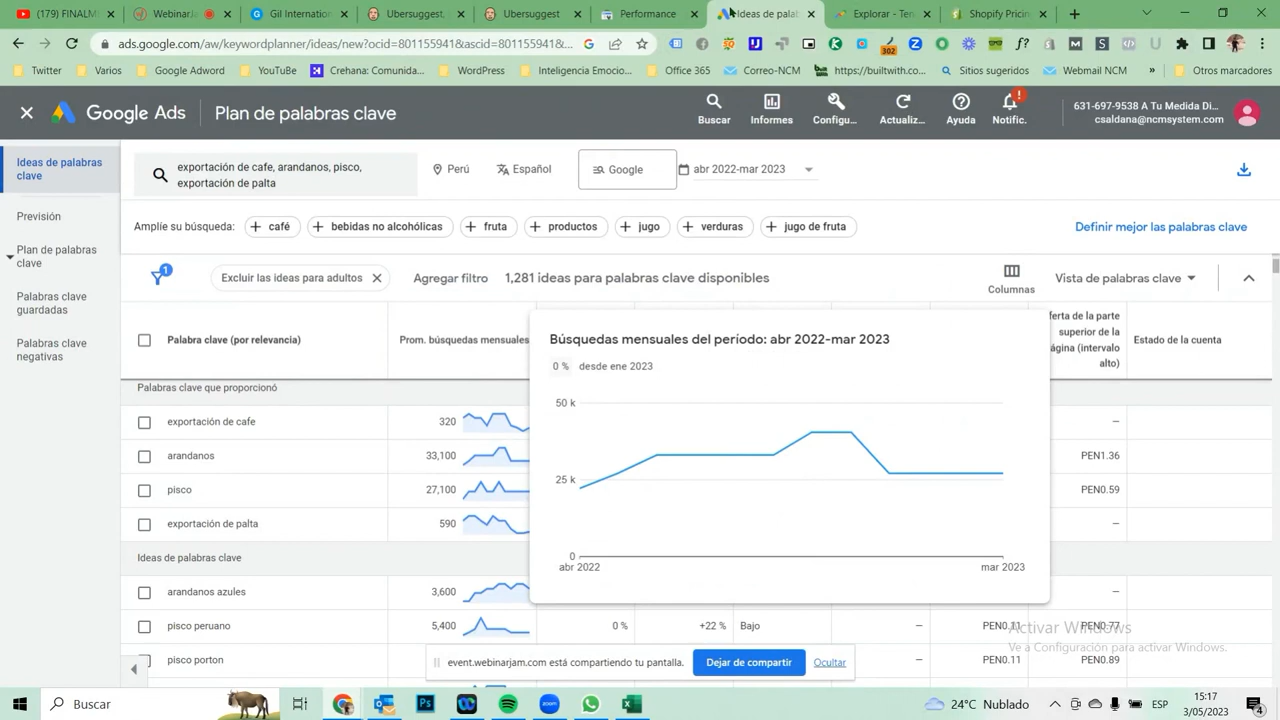 (179) FINALM
WebinarJa
Gil Internation
Ubersuggest,
Ubersuggest
Performance
Ideas de palab
Explorar - Ten
Shopify Pricin
ads.google.com/aw/keywordplanner/ideas/new?ocid=801155941&ascid=801155941&...
302
Twitter
Varios
Google Adword
YouTube
Crehana: Comunida...
WordPress
Inteligencia Emocio...
Office 365
Correo-NCM
https://builtwith.co...
Sitios sugeridos
Webmail NCM
»
Otros marcadores
Google Ads
Plan de palabras clave
Buscar
Informes
Configu...
Actualiz...
Ayuda
Notific.
631-697-9538 A Tu Medida Di...
csaldana@ncmsystem.com
Ideas de palabras
clave
Previsión
Plan de palabras
clave
Palabras clave
guardadas
Palabras clave
negativas
exportación de cafe, arandanos, pisco,
exportación de palta
Perú
Español
Google
abr 2022-mar 2023
Amplíe su búsqueda:
café
bebidas no alcohólicas
fruta
productos
jugo
verduras
jugo de fruta
Definir mejor las palabras clave
1
Excluir las ideas para adultos
Agregar filtro
1,281 ideas para palabras clave disponibles
Columnas
Vista de palabras clave
Palabra clave (por relevancia)
Prom. búsquedas mensuales
ferta de la parte
superior de la
ágina (intervalo
alto)
Estado de la cuenta
Búsquedas mensuales del período: abr 2022-mar 2023
0 % desde ene 2023
50 k
25 k
0
abr 2022
mar 2023
Palabras clave que proporcionó
exportación de cafe
320
–
arandanos
33,100
PEN1.36
pisco
27,100
PEN0.59
exportación de palta
590
–
Ideas de palabras clave
arandanos azules
3,600
–
pisco peruano
5,400
0 %
+22 %
Bajo
–
PEN0.11
PEN0.77
pisco porton
PEN0.11
PEN0.89
Activar Windows
Ve a Configuración para activar Windows.
event.webinarjam.com está compartiendo tu pantalla.
Dejar de compartir
Ocultar
Buscar
zoom
24°C Nublado
ESP
15:17
3/05/2023
4